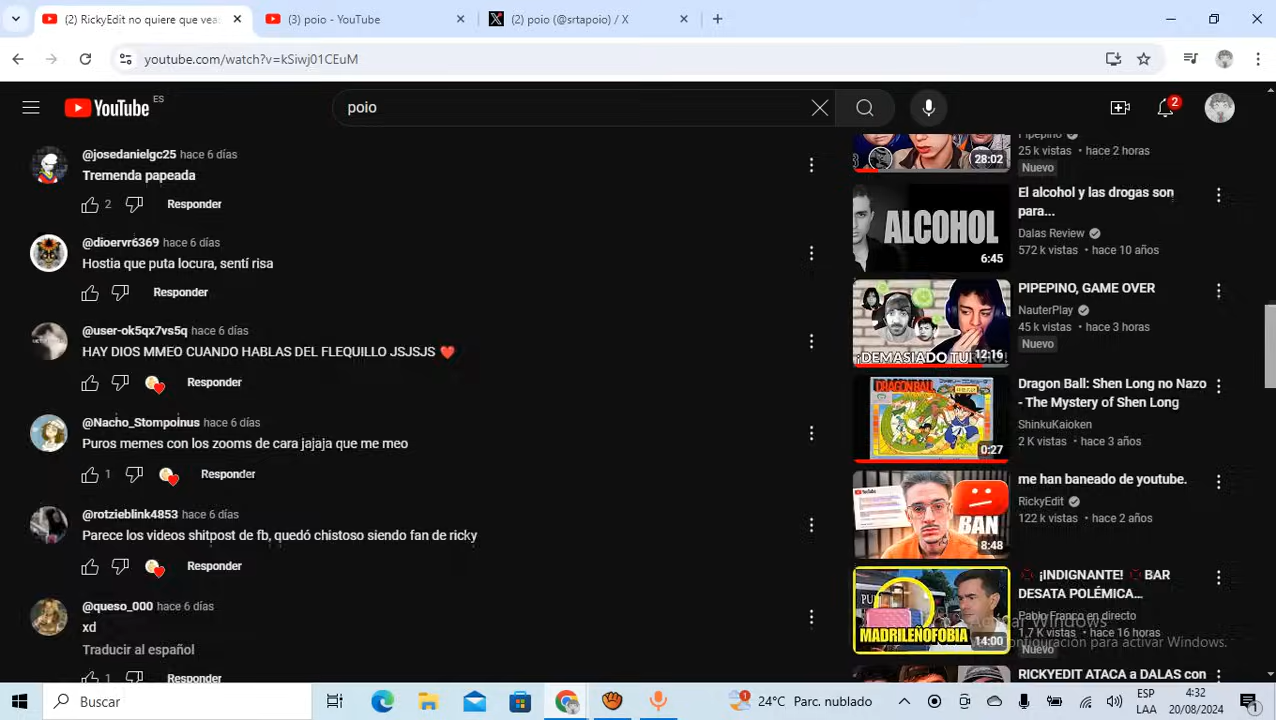 (2) RickyEdit no quiere que vea
(3) poio - YouTube
(2) poio (@srtapoio) / X
youtube.com/watch?v=kSiwj01CEuM
YouTube ES
poio
2
@josedanielgc25 hace 6 días
Tremenda papeada
2 Responder
@dioervr6369 hace 6 días
Hostia que puta locura, sentí risa
Responder
@user-ok5qx7vs5q hace 6 días
HAY DIOS MMEO CUANDO HABLAS DEL FLEQUILLO JSJSJS ❤️
Responder
@Nacho_Stompoinus hace 6 días
Puros memes con los zooms de cara jajaja que me meo
1 Responder
@rotzieblink4853 hace 6 días
Parece los videos shitpost de fb, quedó chistoso siendo fan de ricky
Responder
@queso_000 hace 6 días
xd
Traducir al español
1 Responder
28:02
Pipepino
25 k vistas • hace 2 horas
Nuevo
ALCOHOL
6:45
El alcohol y las drogas son
para...
Dalas Review
572 k vistas • hace 10 años
¡DEMASIADO TURBIO!
12:16
PIPEPINO, GAME OVER
NauterPlay
45 k vistas • hace 3 horas
Nuevo
DRAGON BALL
0:27
Dragon Ball: Shen Long no Nazo
- The Mystery of Shen Long
ShinkuKaioken
2 K vistas • hace 3 años
BAN
8:48
me han baneado de youtube.
RickyEdit
122 k vistas • hace 2 años
MADRILEÑOFOBIA
14:00
¡INDIGNANTE! BAR
DESATA POLÉMICA...
Pablo Franco en directo
1,7 K vistas • hace 16 horas
Nuevo
RICKYEDIT ATACA a DALAS con
Activar Windows
Ve a Configuración para activar Windows.
Buscar
24°C Parc. nublado
ESP
LAA
4:32
20/08/2024
1